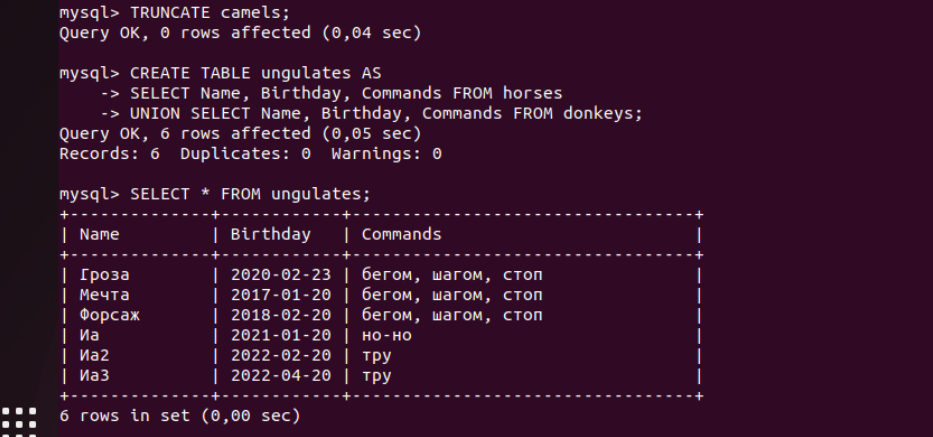 mysql> TRUNCATE camels;
Query OK, 0 rows affected (0,04 sec)
mysql> CREATE TABLE ungulates AS
    -> SELECT Name, Birthday, Commands FROM horses
    -> UNION SELECT Name, Birthday, Commands FROM donkeys;
Query OK, 6 rows affected (0,05 sec)
Records: 6  Duplicates: 0  Warnings: 0
mysql> SELECT * FROM ungulates;
+--------------+------------+----------------------------------+
| Name         | Birthday   | Commands                         |
+--------------+------------+----------------------------------+
| Гроза        | 2020-02-23 | бегом, шагом, стоп               |
| Мечта        | 2017-01-20 | бегом, шагом, стоп               |
| Форсаж       | 2018-02-20 | бегом, шагом, стоп               |
| Иа           | 2021-01-20 | но-но                            |
| Иа2          | 2022-02-20 | тру                              |
| Иа3          | 2022-04-20 | тру                              |
+--------------+------------+----------------------------------+
6 rows in set (0,00 sec)